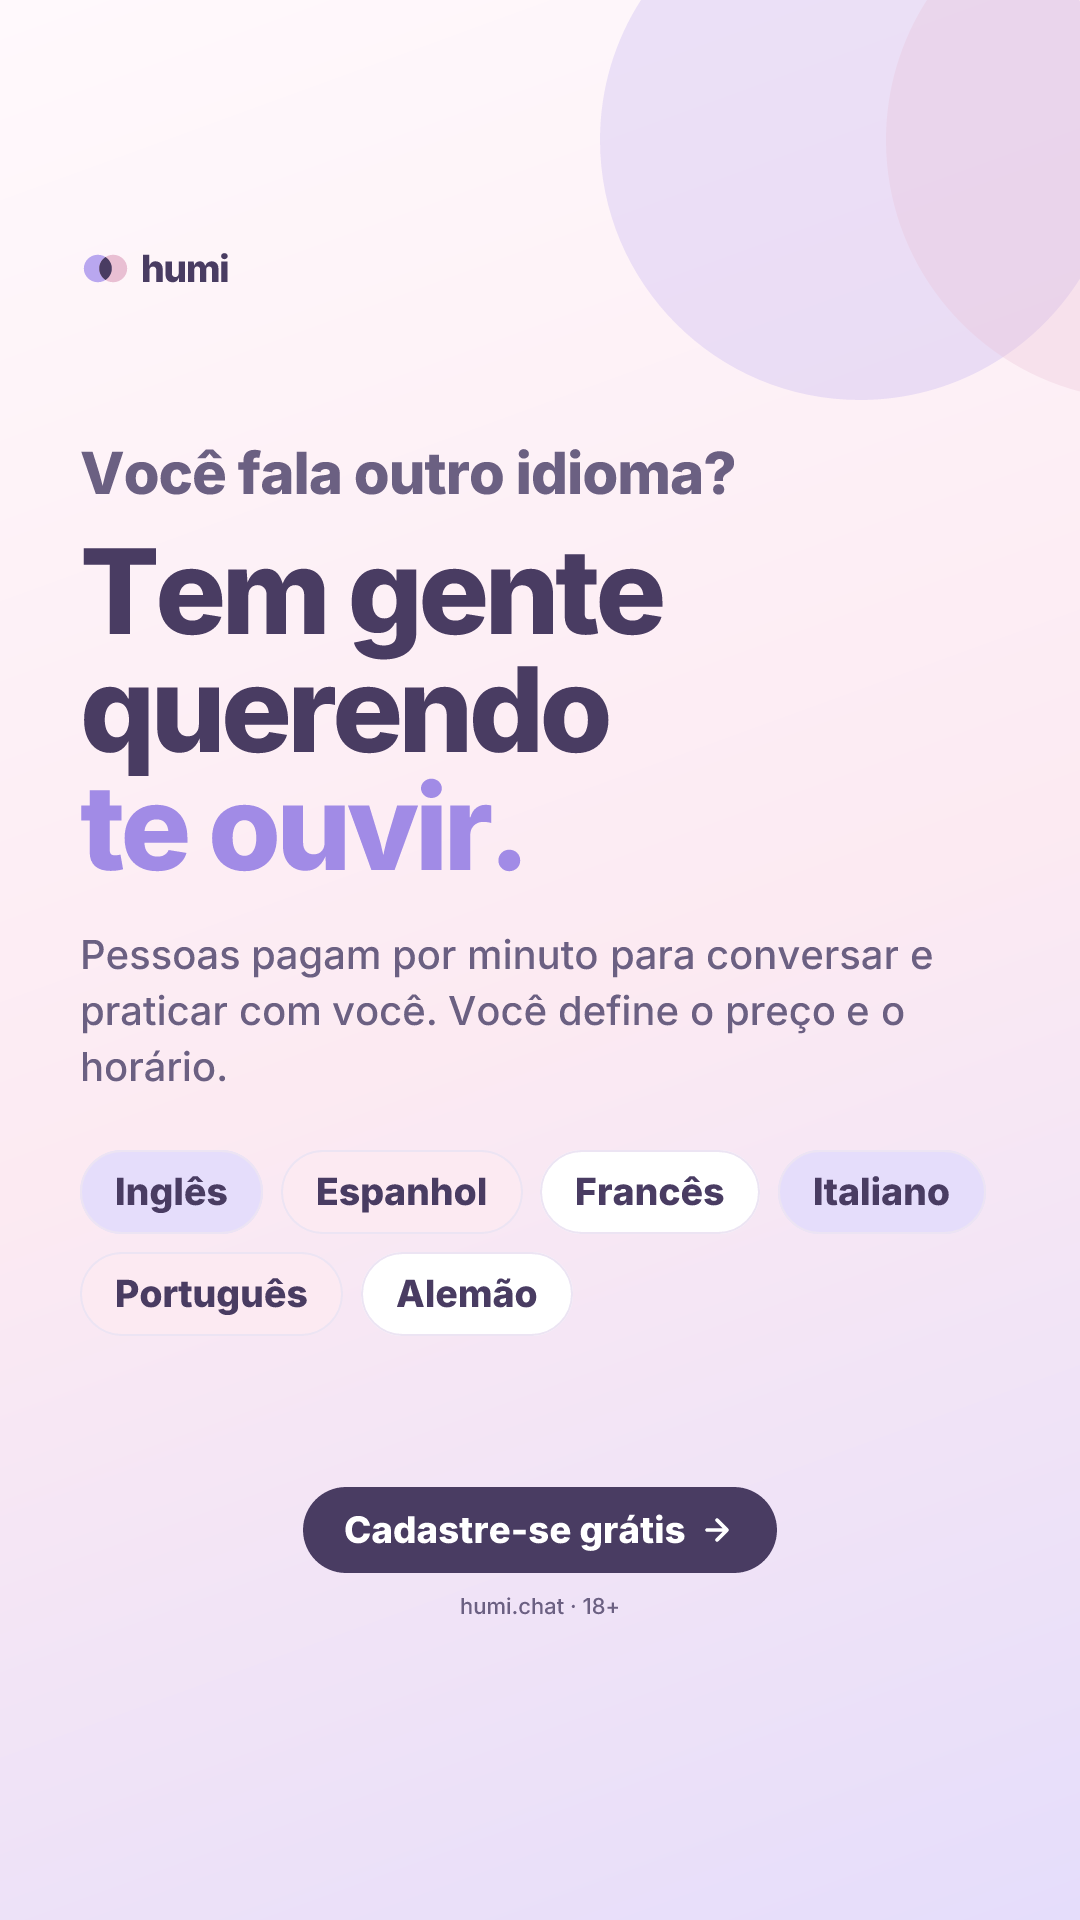 humi
Você fala outro idioma?
Tem gente
querendo
te ouvir.
Pessoas pagam por minuto para conversar e
praticar com você. Você define o preço e o
horário.
Inglês Espanhol Francês Italiano
Português Alemão
Cadastre-se grátis →
humi.chat · 18+